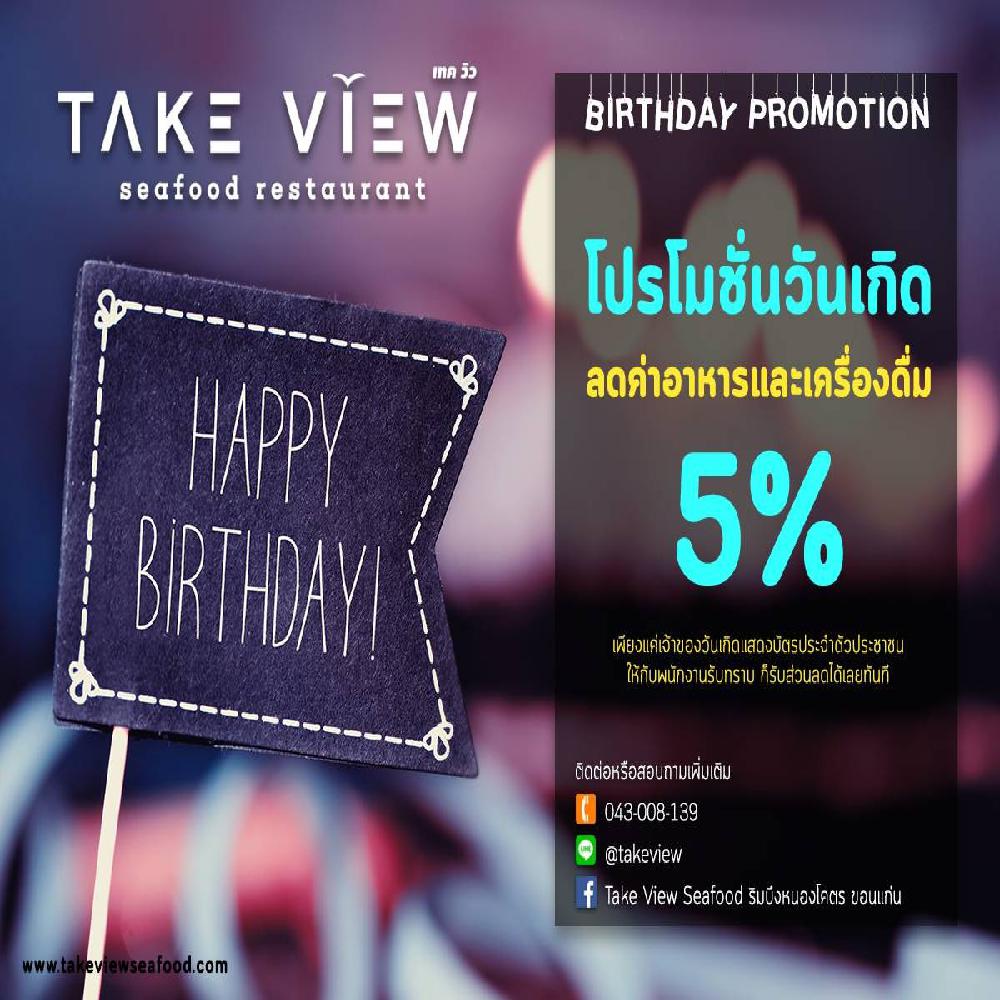 เทค วิว
TAKE VIEW
seafood restaurant
HAPPY
BIRTHDAY!
www.takeviewseafood.com
BIRTHDAY PROMOTION
โปรโมชั่นวันเกิด
ลดค่าอาหารและเครื่องดื่ม
5%
เพียงแค่เจ้าของวันเกิดแสดงบัตรประจำตัวประชาชน
ให้กับพนักงานรับทราบ ก็รับส่วนลดได้เลยทันที
ติดต่อหรือสอบถามเพิ่มเติม
043-008-139
LINE @takeview
f Take View Seafood ริมบึงหนองโคตร ขอนแก่น